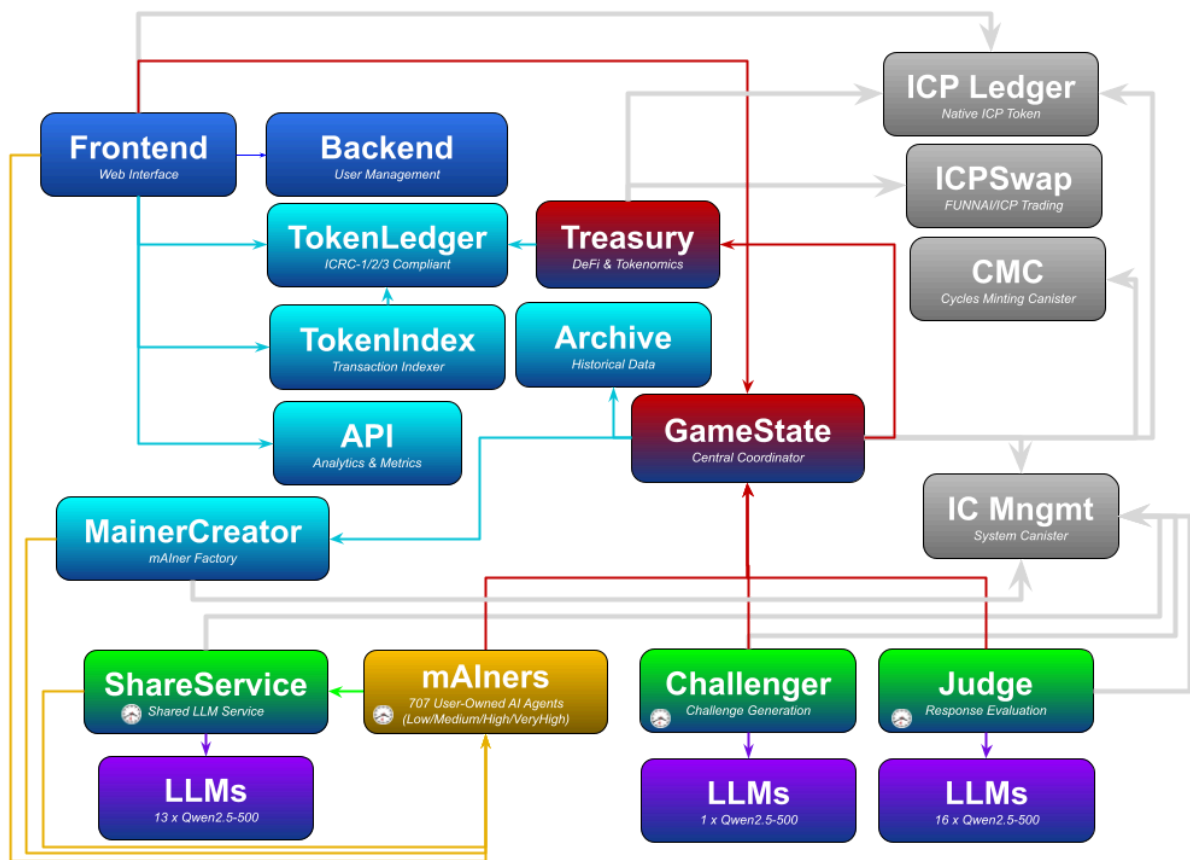 ICP Ledger
Native ICP Token
Frontend
Web Interface
Backend
User Management
ICPSwap
FUNNAI/ICP Trading
TokenLedger
ICRC-1/2/3 Compliant
Treasury
DeFi & Tokenomics
CMC
Cycles Minting Canister
TokenIndex
Transaction Indexer
Archive
Historical Data
API
Analytics & Metrics
GameState
Central Coordinator
MainerCreator
mAIner Factory
IC Mngmt
System Canister
ShareService
Shared LLM Service
mAIners
707 User-Owned AI Agents
(Low/Medium/High/VeryHigh)
Challenger
Challenge Generation
Judge
Response Evaluation
LLMs
13 x Qwen2.5-500
LLMs
1 x Qwen2.5-500
LLMs
16 x Qwen2.5-500